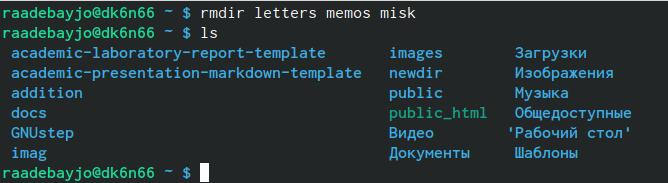 raadebayjo@dk6n66 ~ $ rmdir letters memos misk
raadebayjo@dk6n66 ~ $ ls
academic-laboratory-report-template images Загрузки
academic-presentation-markdown-template newdir Изображения
addition public Музыка
docs public_html Общедоступные
GNUstep Видео 'Рабочий стол'
imag Документы Шаблоны
raadebayjo@dk6n66 ~ $